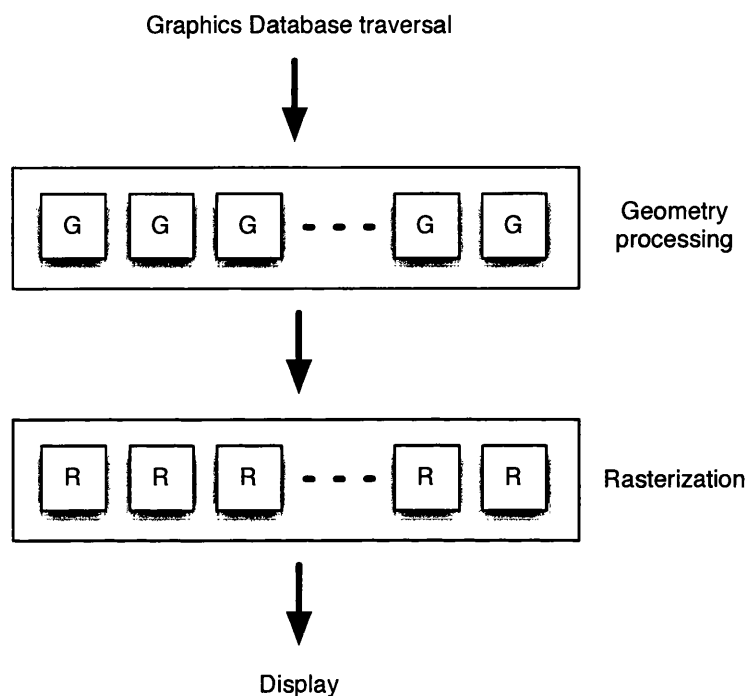 Graphics Database traversal
G G G G G
Geometry
processing
R R R R R
Rasterization
Display